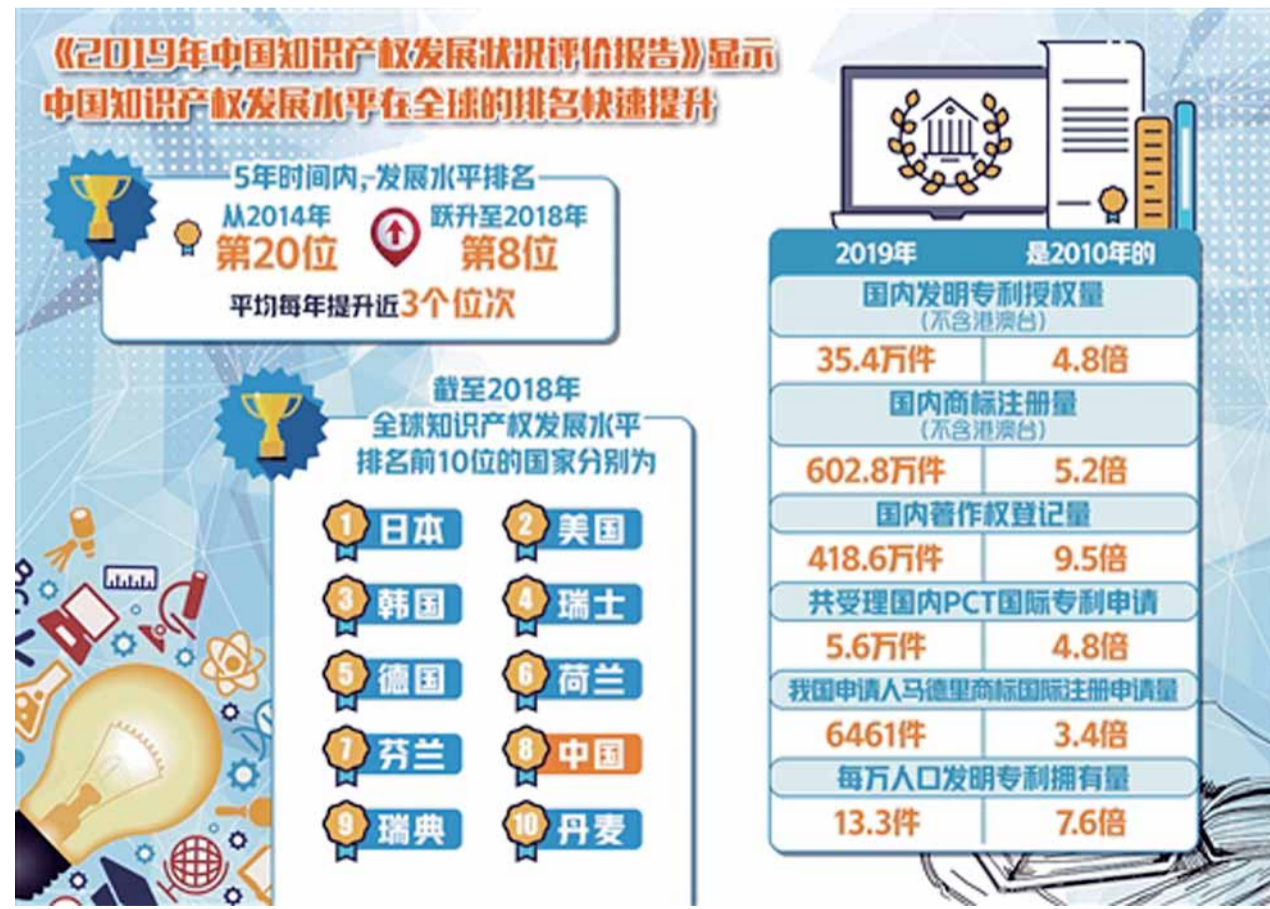 《2019年中国知识产权发展状况评价报告》显示
中国知识产权发展水平在全球的排名快速提升
5年时间内，发展水平排名
从2014年 跃升至2018年
第20位 第8位
平均每年提升近3个位次
截至2018年
全球知识产权发展水平
排名前10位的国家分别为
1 日本 2 美国
3 韩国 4 瑞士
5 德国 6 荷兰
7 芬兰 8 中国
9 瑞典 10 丹麦
2019年 是2010年的
国内发明专利授权量
(不含港澳台)
35.4万件 4.8倍
国内商标注册量
(不含港澳台)
602.8万件 5.2倍
国内著作权登记量
418.6万件 9.5倍
共受理国内PCT国际专利申请
5.6万件 4.8倍
我国申请人马德里商标国际注册申请量
6461件 3.4倍
每万人口发明专利拥有量
13.3件 7.6倍